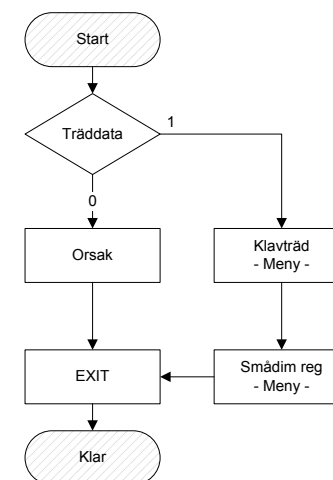 Start
Träddata
1
0
Orsak
Klavträd
- Meny -
EXIT
Smådim reg
- Meny -
Klar